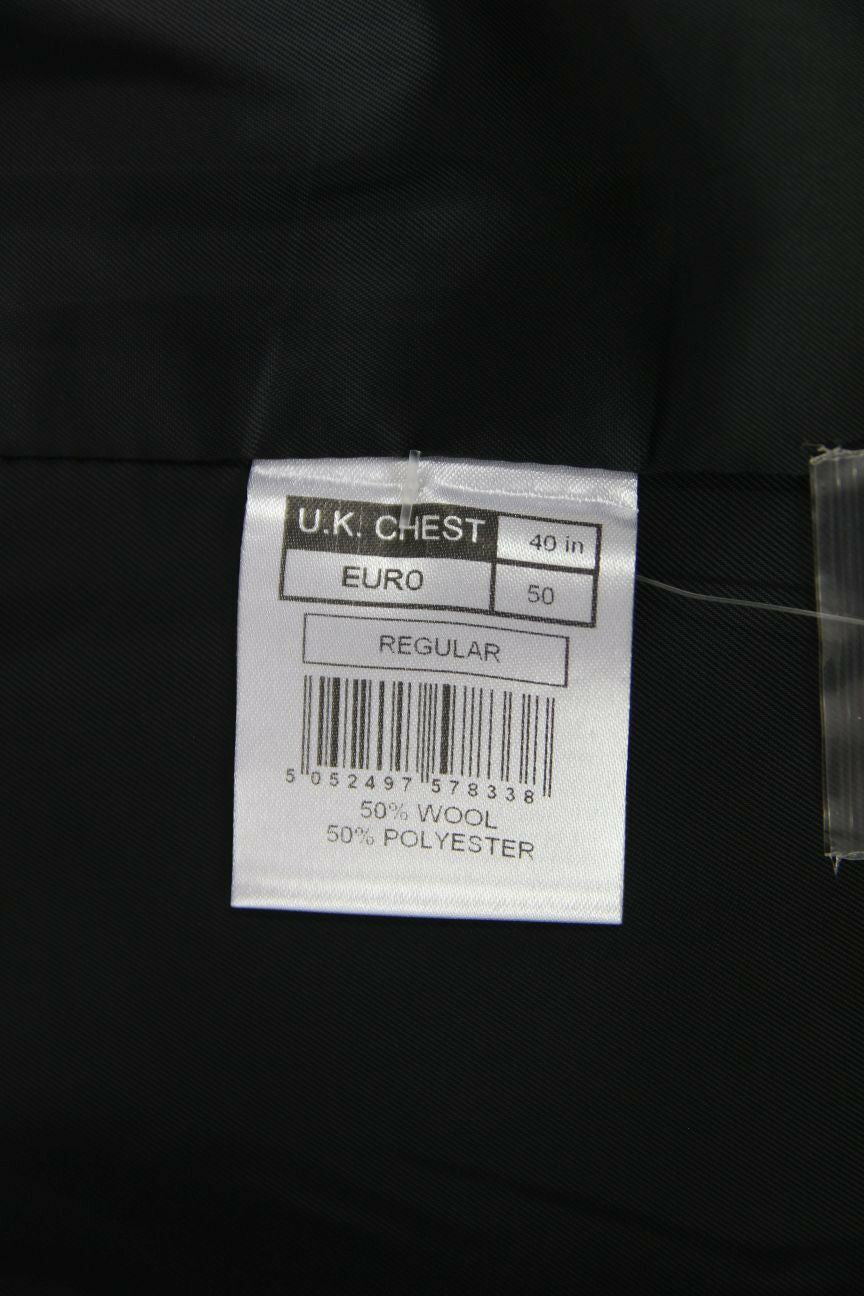 U.K. CHEST 40 in
EURO 50
REGULAR
5 052497 578338
50% WOOL
50% POLYESTER